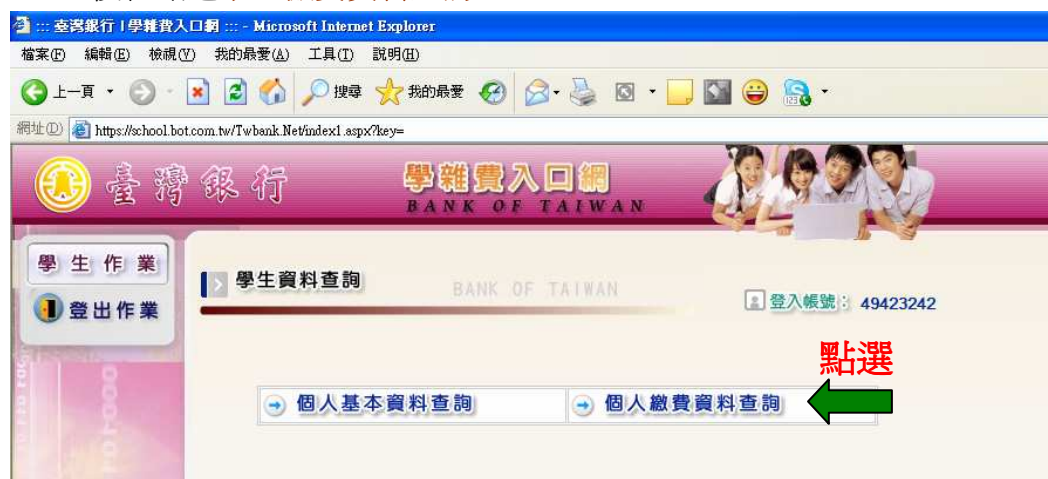 ::: 臺灣銀行 | 學雜費入口網 ::: - Microsoft Internet Explorer
檔案(F) 編輯(E) 檢視(V) 我的最愛(A) 工具(T) 說明(H)
上一頁 搜尋 我的最愛
網址(D) https://school.bot.com.tw/Twbank.Net/index1.aspx?key=
臺灣銀行 學雜費入口網
BANK OF TAIWAN
學生作業
登出作業
學生資料查詢
BANK OF TAIWAN
登入帳號： 49423242
點選
個人基本資料查詢 個人繳費資料查詢